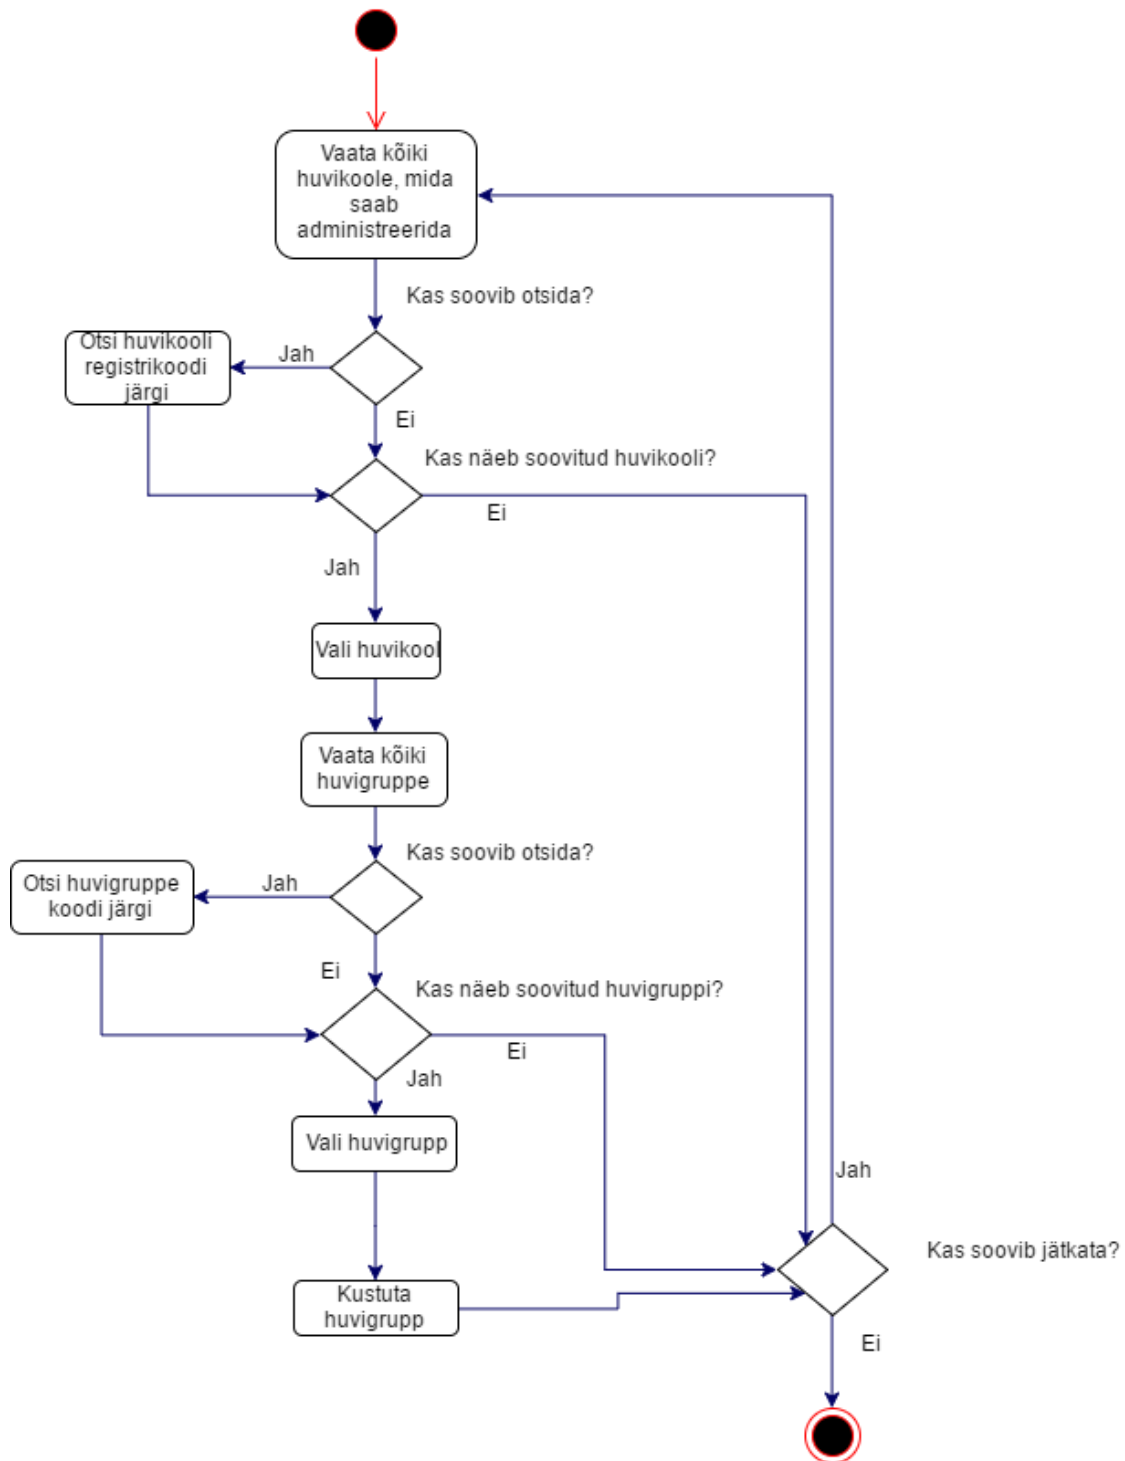 Vaata kõiki
huvikoole, mida
saab
administreerida
Kas soovib otsida?
Otsi huvikooli
registrikoodi
järgi
Jah
Ei
Kas näeb soovitud huvikooli?
Ei
Jah
Vali huvikool
Vaata kõiki
huvigruppe
Kas soovib otsida?
Otsi huvigruppe
koodi järgi
Jah
Ei
Kas näeb soovitud huvigruppi?
Ei
Jah
Vali huvigrupp
Jah
Kas soovib jätkata?
Kustuta
huvigrupp
Ei